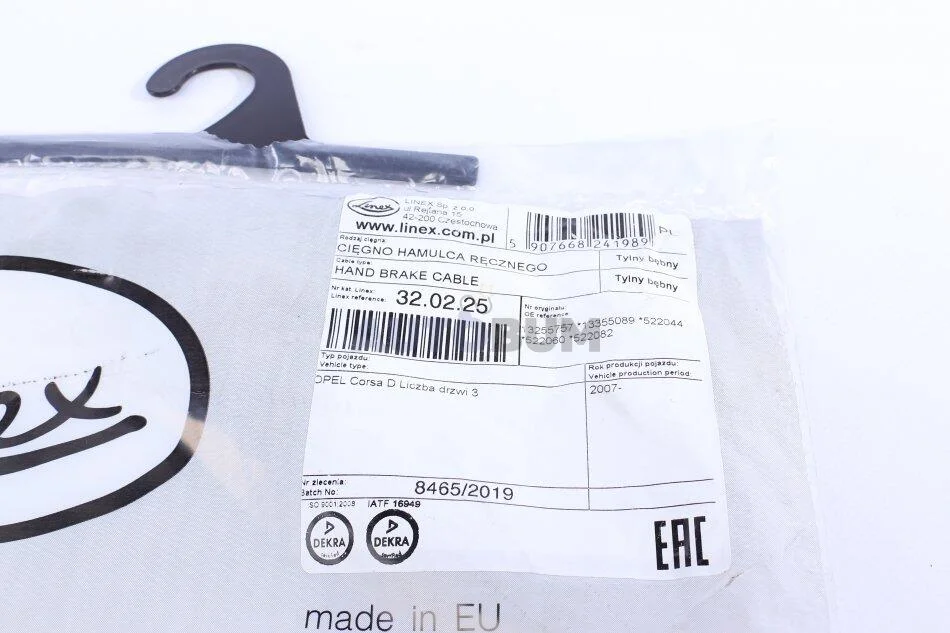 Linex
LINEX Sp. z o.o.
ul Rejtana 15
42-200 Częstochowa
www.linex.com.pl
5 907668 241989
PL
Rodzaj cięgna:
CIĘGNO HAMULCA RĘCZNEGO
Tylny bębny
Cable type:
HAND BRAKE CABLE
Tylny bębny
Nr kat. Linex:
Linex reference:
32.02.25
Nr oryginału:
OE reference
13255757 *13355089 *522044
*522060 *522082
BUM
Typ pojazdu:
Vehicle type:
OPEL Corsa D Liczba drzwi 3
Rok produkcji pojazdu:
Vehicle production period:
2007-
Nr zlecenia:
Batch No:
8465/2019
ISO 9001:2008
IATF 16949
DEKRA
DEKRA
certified
EAC
nex
made in EU